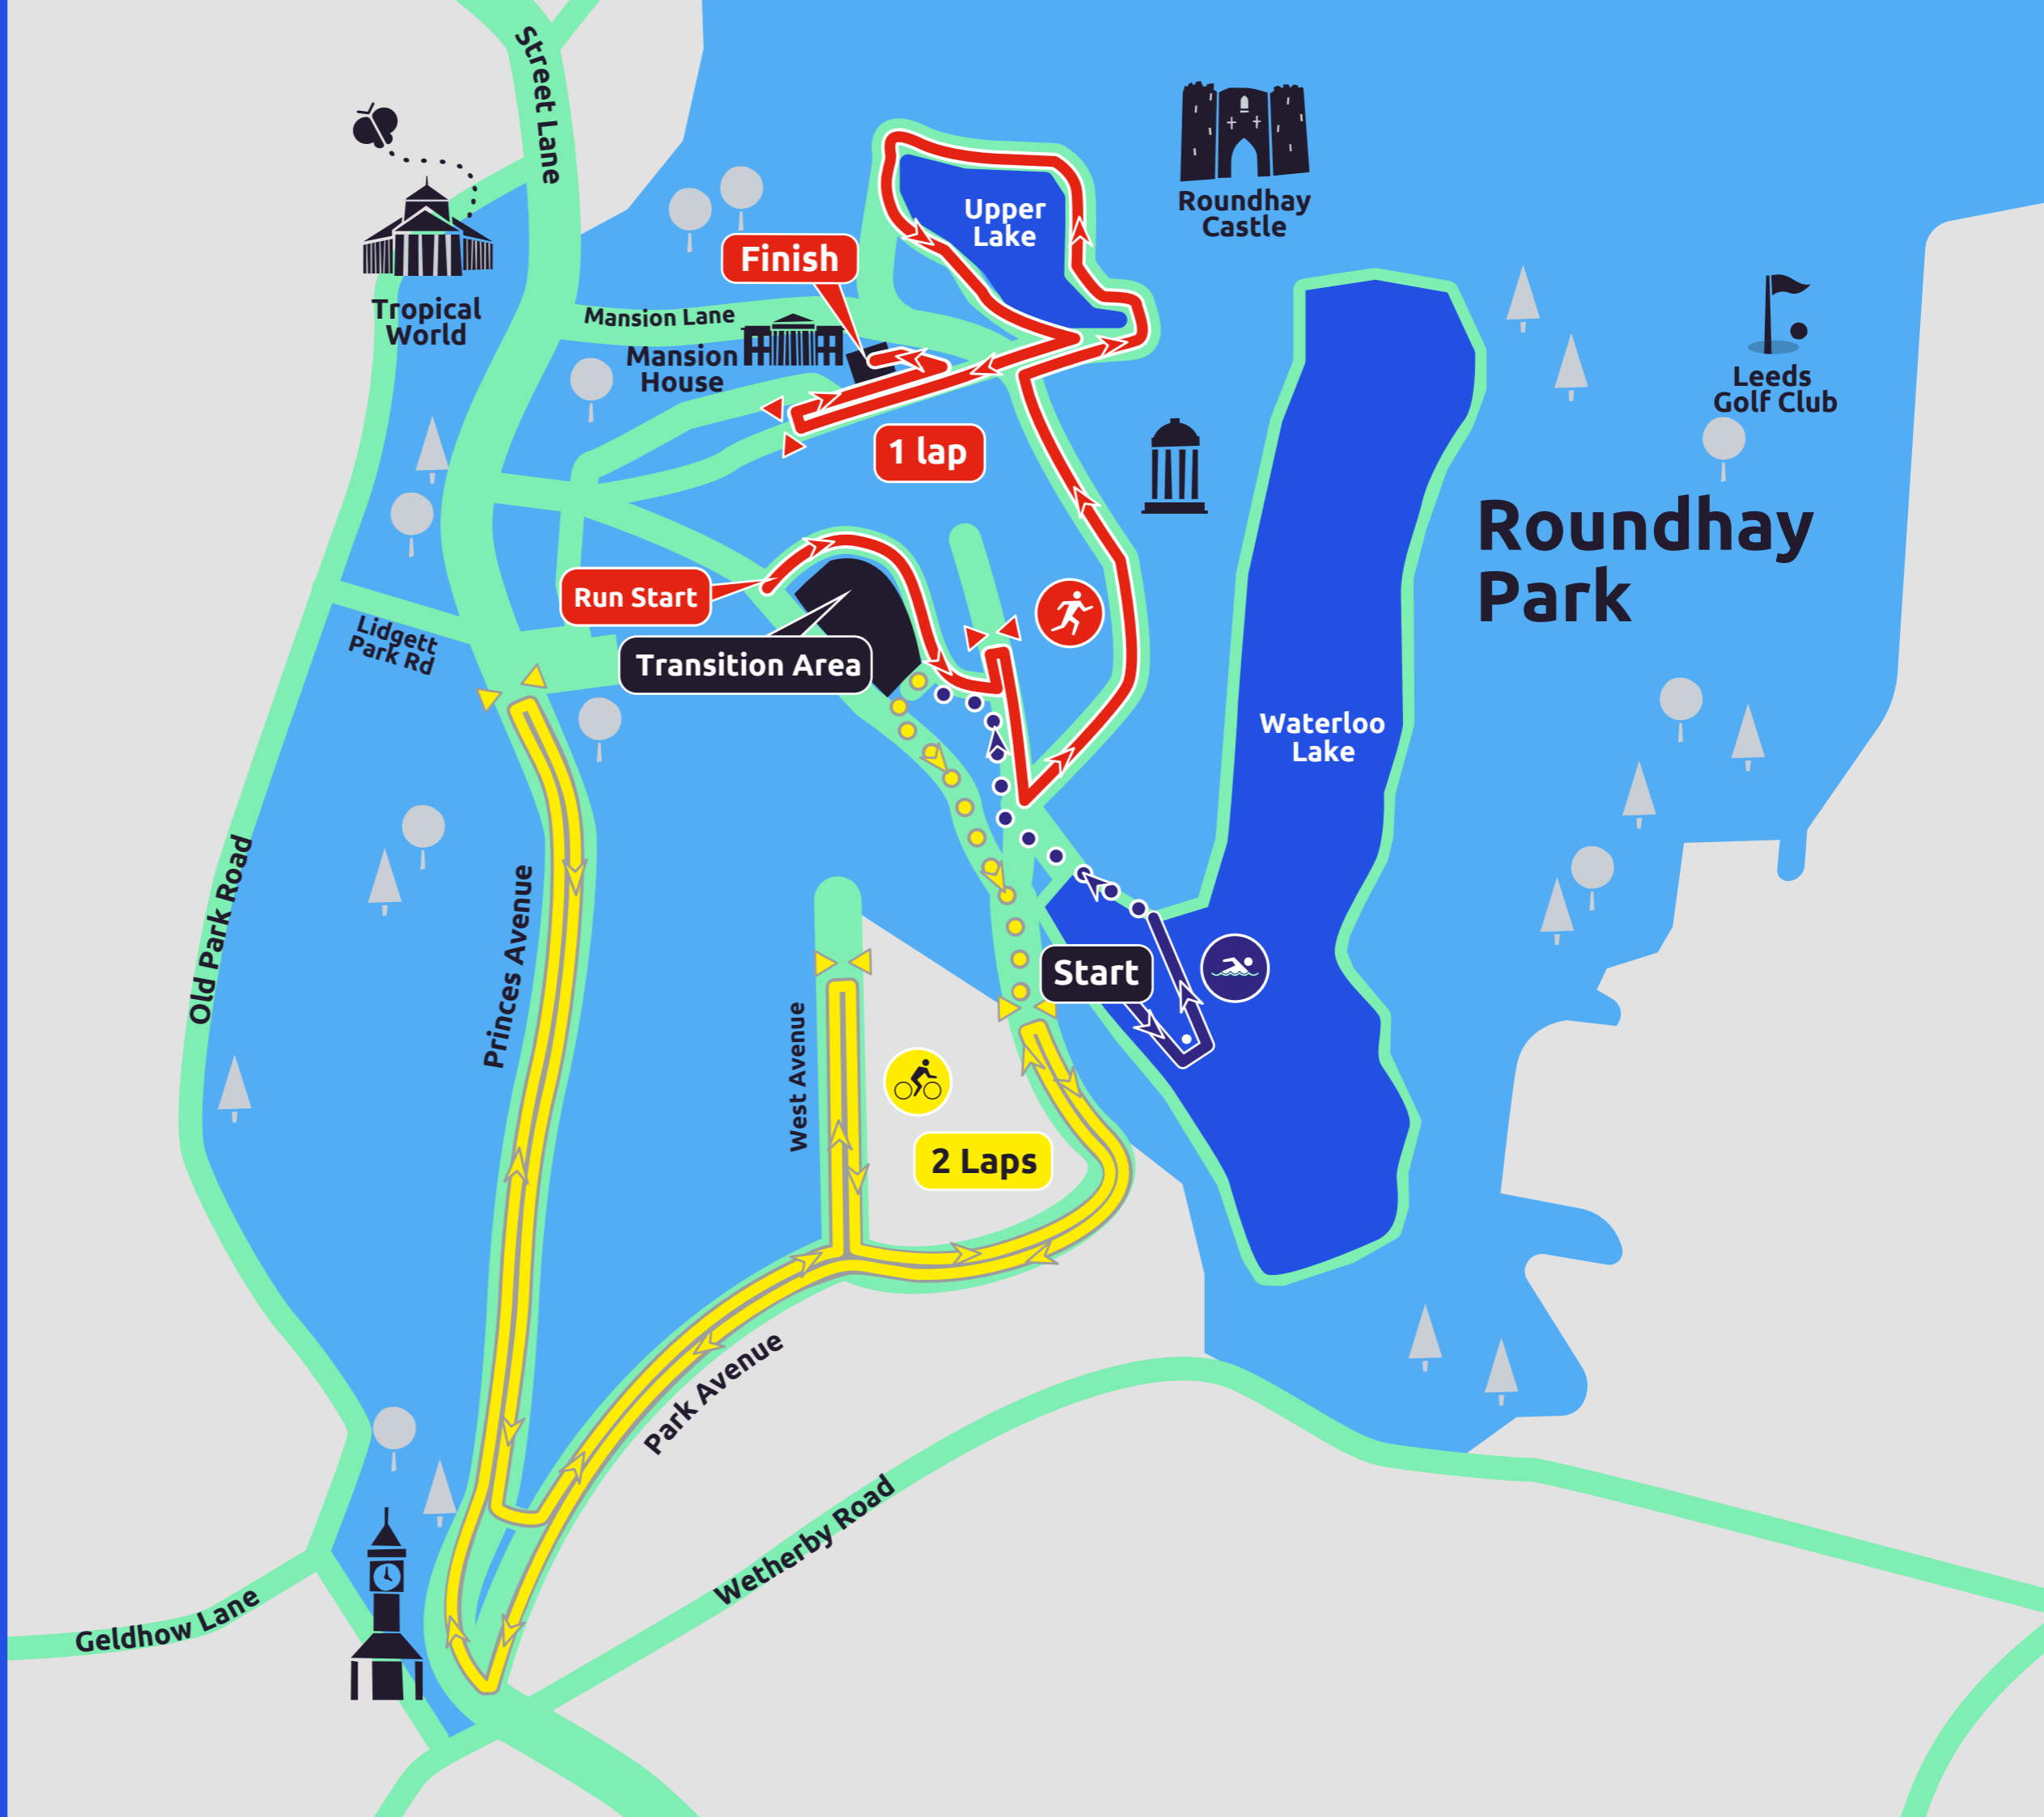 Street Lane
Roundhay
Castle
Upper
Lake
Finish
Tropical
World
Mansion Lane
Mansion
House
Leeds
Golf Club
1 lap
Roundhay
Park
Run Start
Lidgett
Park Rd
Transition Area
Waterloo
Lake
Old Park Road
Princes Avenue
Start
West Avenue
2 Laps
Park Avenue
Wetherby Road
Geldhow Lane